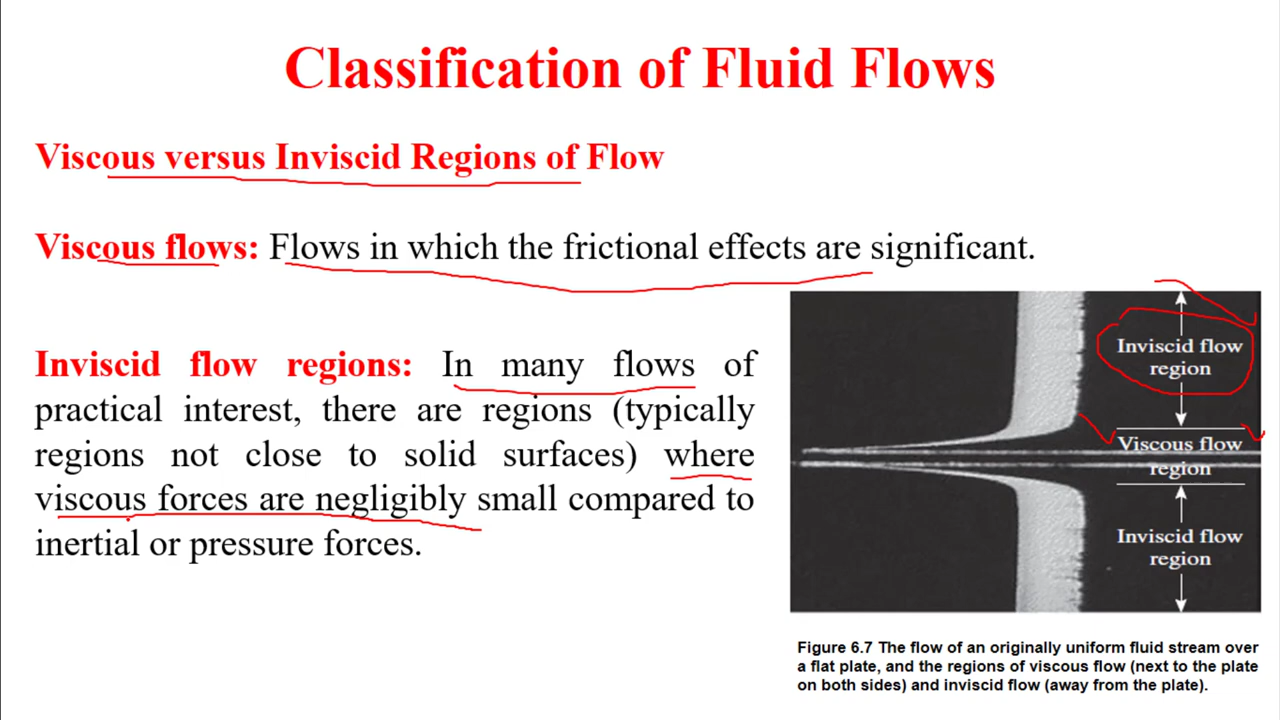 Classification of Fluid Flows
Viscous versus Inviscid Regions of Flow
Viscous flows: Flows in which the frictional effects are significant.
Inviscid flow regions: In many flows of
practical interest, there are regions (typically
regions not close to solid surfaces) where
viscous forces are negligibly small compared to
inertial or pressure forces.
Inviscid flow
region
Viscous flow
region
Inviscid flow
region
Figure 6.7 The flow of an originally uniform fluid stream over
a flat plate, and the regions of viscous flow (next to the plate
on both sides) and inviscid flow (away from the plate).